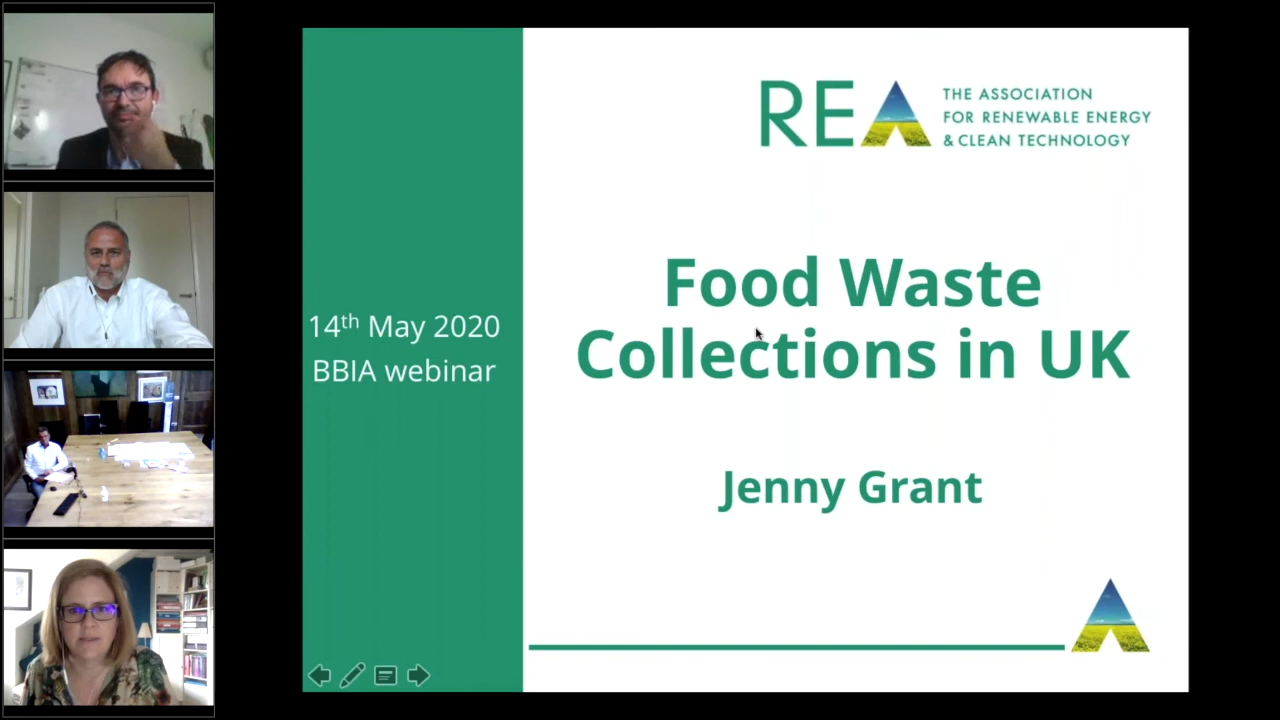 14th May 2020
BBIA webinar
REA
THE ASSOCIATION
FOR RENEWABLE ENERGY
& CLEAN TECHNOLOGY
Food Waste
Collections in UK
Jenny Grant